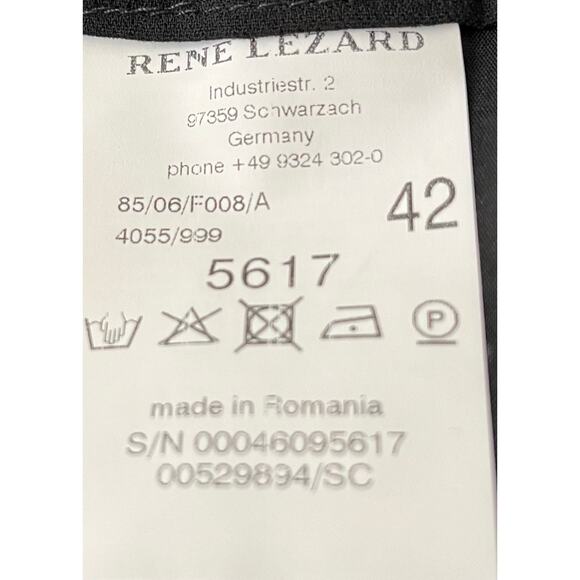 RENE LEZARD
Industriestr. 2
97359 Schwarzach
Germany
phone +49 9324 302-0
85/06/F008/A
42
4055/999
5617
P
made in Romania
S/N 00046095617
00529894/SC